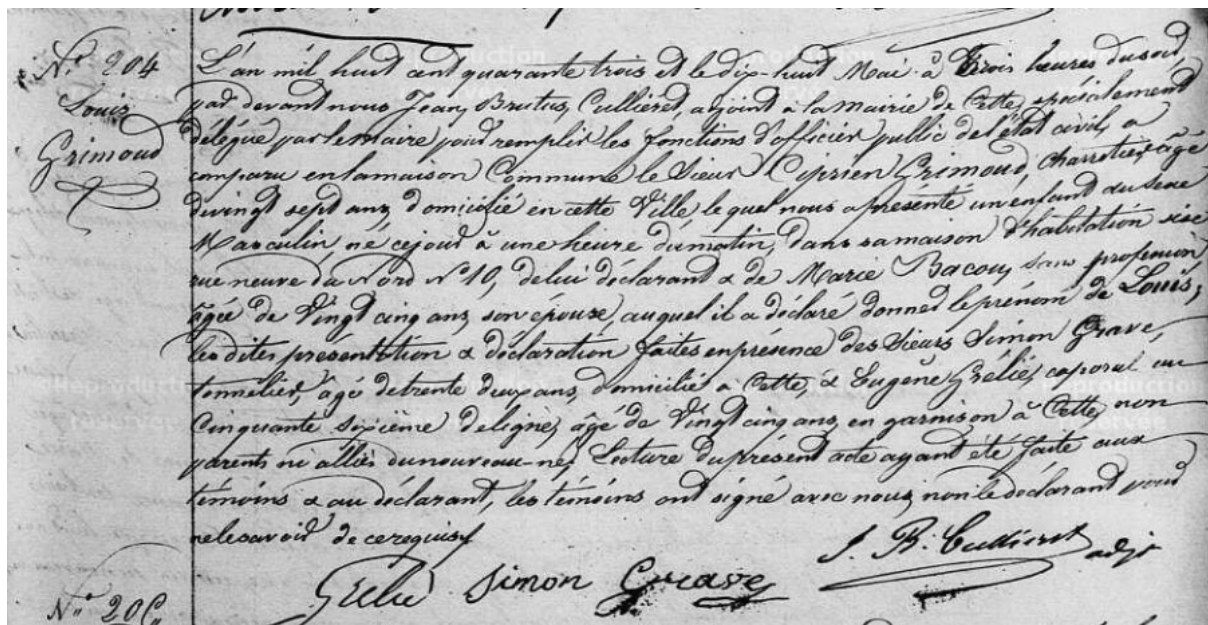 N.° 204
Louis
Grimoud
L'an mil huit cent quarante trois et le dix-huit Mai à trois heures du soir,
par devant nous Jean, Brutus, Cullieret, adjoint à la mairie de Cette, spécialement
délégué par le maire pour remplir les fonctions d'officier public de l'état civil, a
comparu en la maison Commune le Sieur Ciprien Grimoud, Charretier, âgé
de vingt sept ans, domicilié en cette Ville, lequel nous a présenté un enfant du Sexe
Masculin, né ce jour à une heure du matin, dans sa maison d'habitation sise
rue neuve du Nord N° 10, de lui déclarant & de Marie Bacou, sans profession,
âgée de Vingt cinq ans, son épouse, auquel il a déclaré donner le prénom de Louis,
les dites présentation & déclaration faites en présence des Sieurs Simon Grave,
tonnelier, âgé de trente deux ans, domicilié à Cette, & Eugène Grélié, caporal au
Cinquante Sixième de ligne, âgé de Vingt cinq ans, en garnison à Cette, non
parents ni alliés du nouveau-né, Lecture du présent acte ayant été faite aux
témoins & au déclarant, les témoins ont signé avec nous, non le déclarant pour
ne le savoir de ce requis
J. B. Cullieret adjt
Grelié Simon Grave
N.°